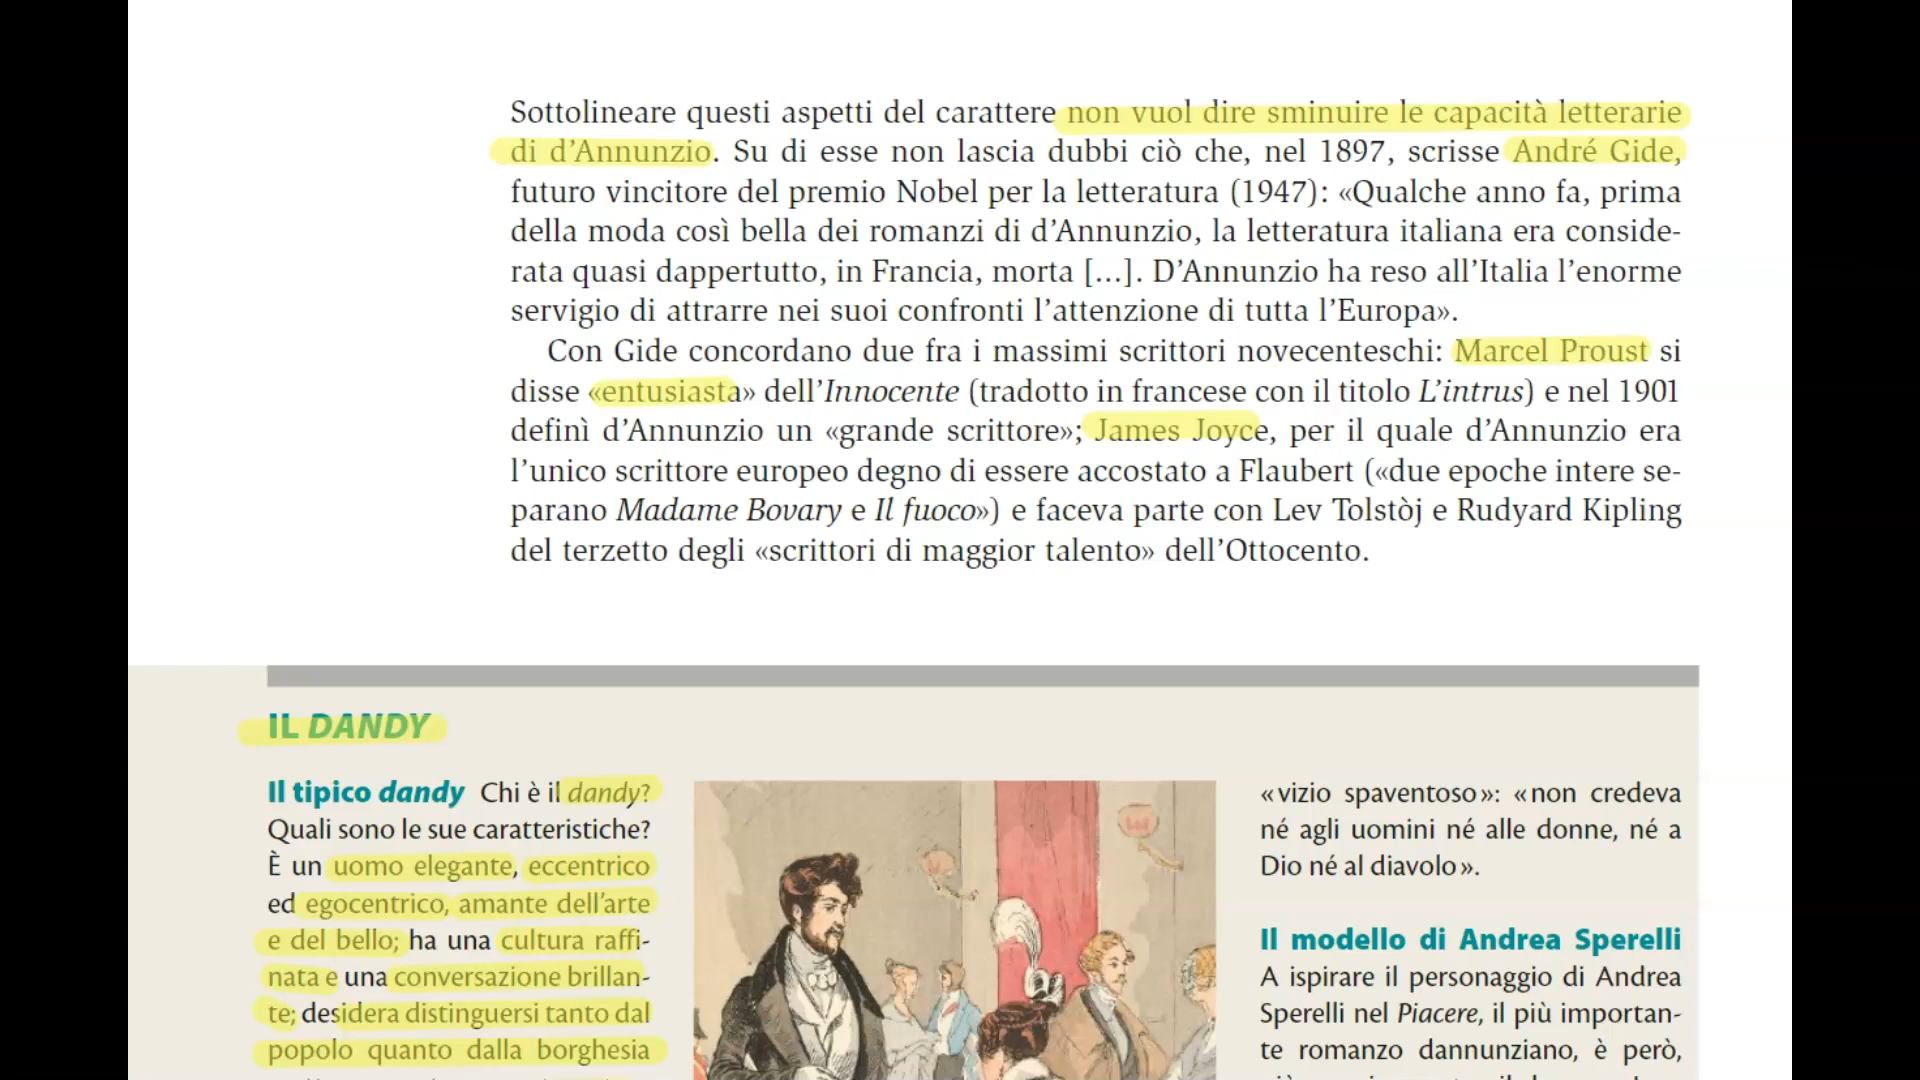 Sottolineare questi aspetti del carattere non vuol dire sminuire le capacità letterarie
di d’Annunzio. Su di esse non lascia dubbi ciò che, nel 1897, scrisse André Gide,
futuro vincitore del premio Nobel per la letteratura (1947): «Qualche anno fa, prima
della moda così bella dei romanzi di d’Annunzio, la letteratura italiana era conside-
rata quasi dappertutto, in Francia, morta [...]. D’Annunzio ha reso all’Italia l’enorme
servigio di attrarre nei suoi confronti l’attenzione di tutta l’Europa».
Con Gide concordano due fra i massimi scrittori novecenteschi: Marcel Proust si
disse «entusiasta» dell’Innocente (tradotto in francese con il titolo L’intrus) e nel 1901
definì d’Annunzio un «grande scrittore»; James Joyce, per il quale d’Annunzio era
l’unico scrittore europeo degno di essere accostato a Flaubert («due epoche intere se-
parano Madame Bovary e Il fuoco») e faceva parte con Lev Tolstòj e Rudyard Kipling
del terzetto degli «scrittori di maggior talento» dell’Ottocento.
IL DANDY
Il tipico dandy Chi è il dandy?
Quali sono le sue caratteristiche?
È un uomo elegante, eccentrico
ed egocentrico, amante dell’arte
e del bello; ha una cultura raffi-
nata e una conversazione brillan-
te; desidera distinguersi tanto dal
popolo quanto dalla borghesia
«vizio spaventoso»: «non credeva
né agli uomini né alle donne, né a
Dio né al diavolo».
Il modello di Andrea Sperelli
A ispirare il personaggio di Andrea
Sperelli nel Piacere, il più importan-
te romanzo dannunziano, è però,